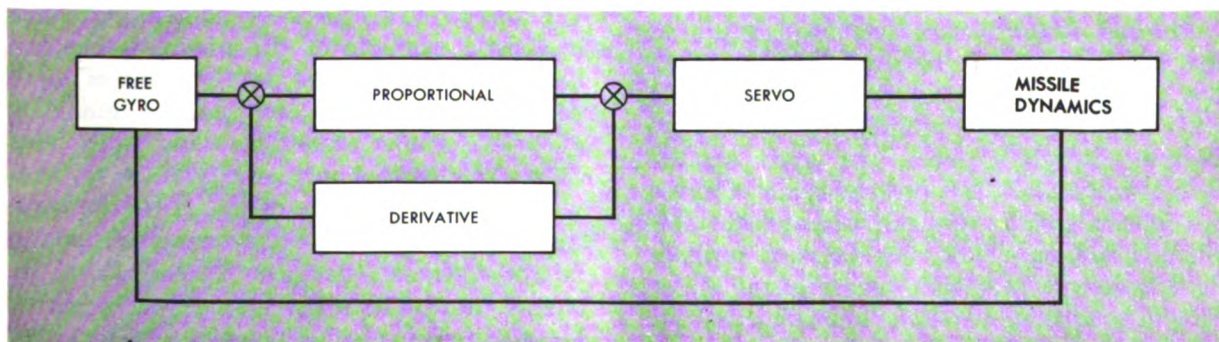 FREE
GYRO
PROPORTIONAL
SERVO
MISSILE
DYNAMICS
DERIVATIVE